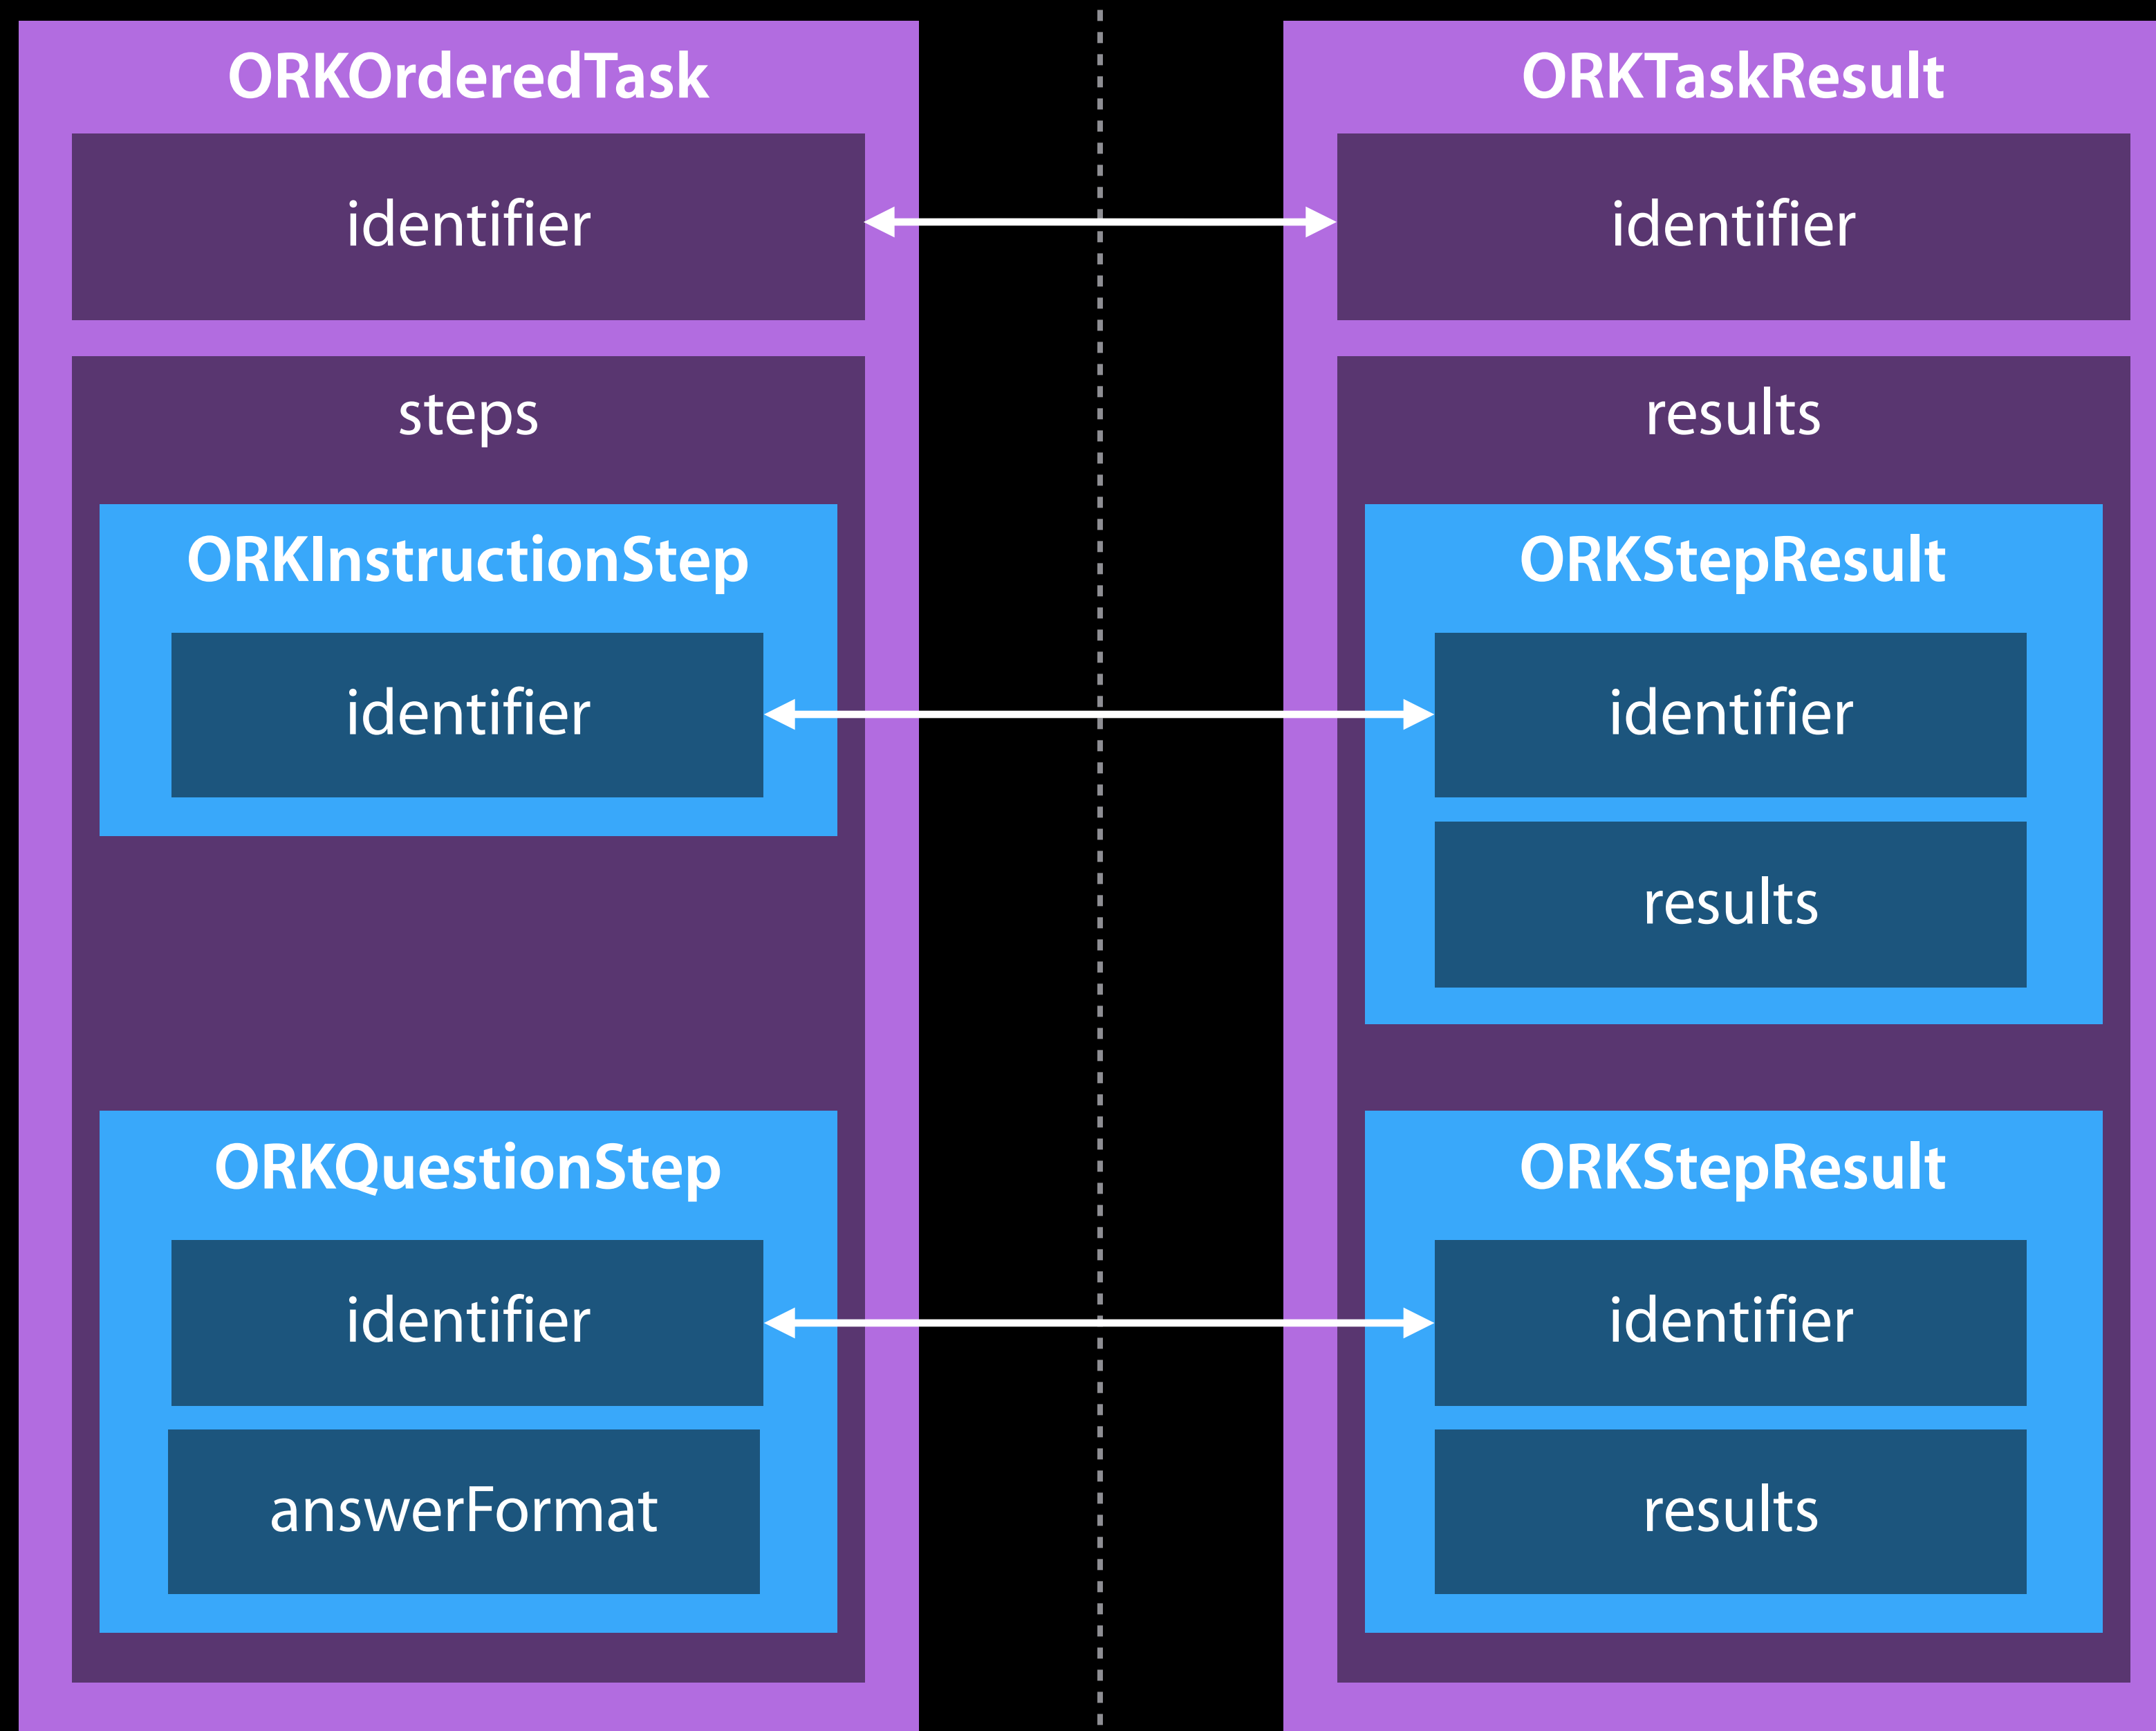 ORKOrderedTask
identifier
steps
ORKInstructionStep
identifier
ORKQuestionStep
identifier
answerFormat
ORKTaskResult
identifier
results
ORKStepResult
identifier
results
ORKStepResult
identifier
results